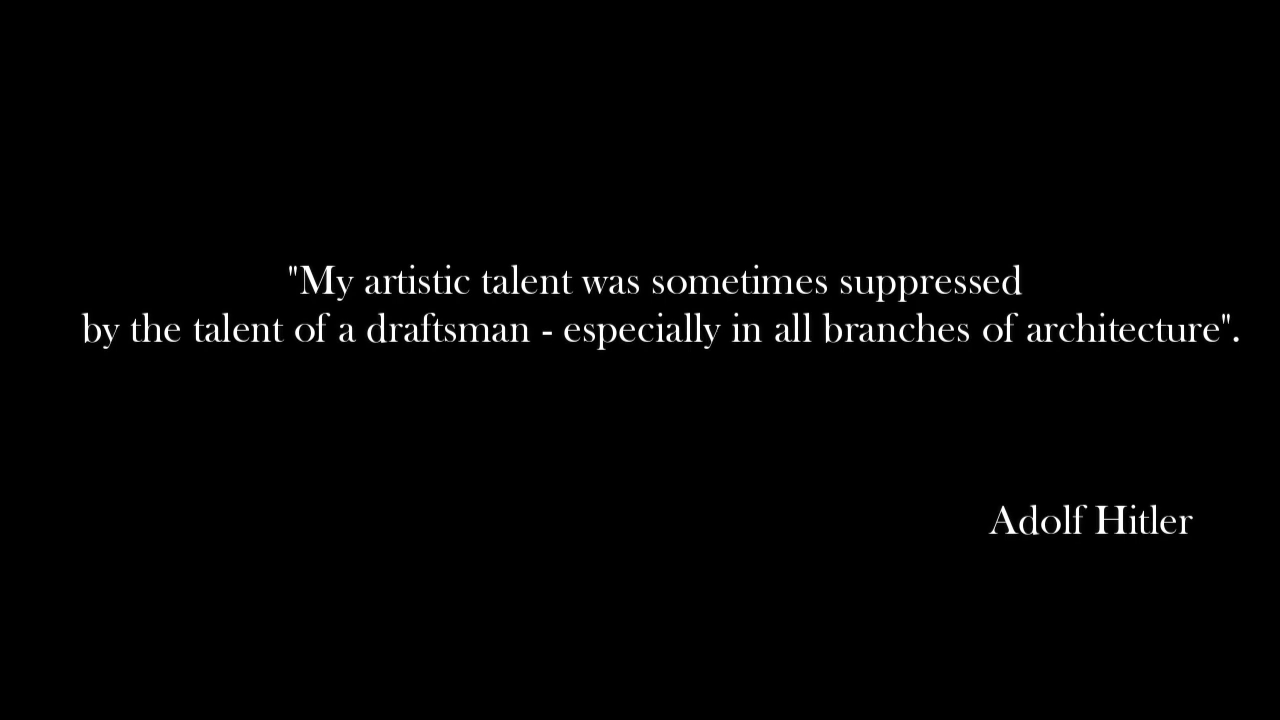 "My artistic talent was sometimes suppressed
by the talent of a draftsman - especially in all branches of architecture".
Adolf Hitler